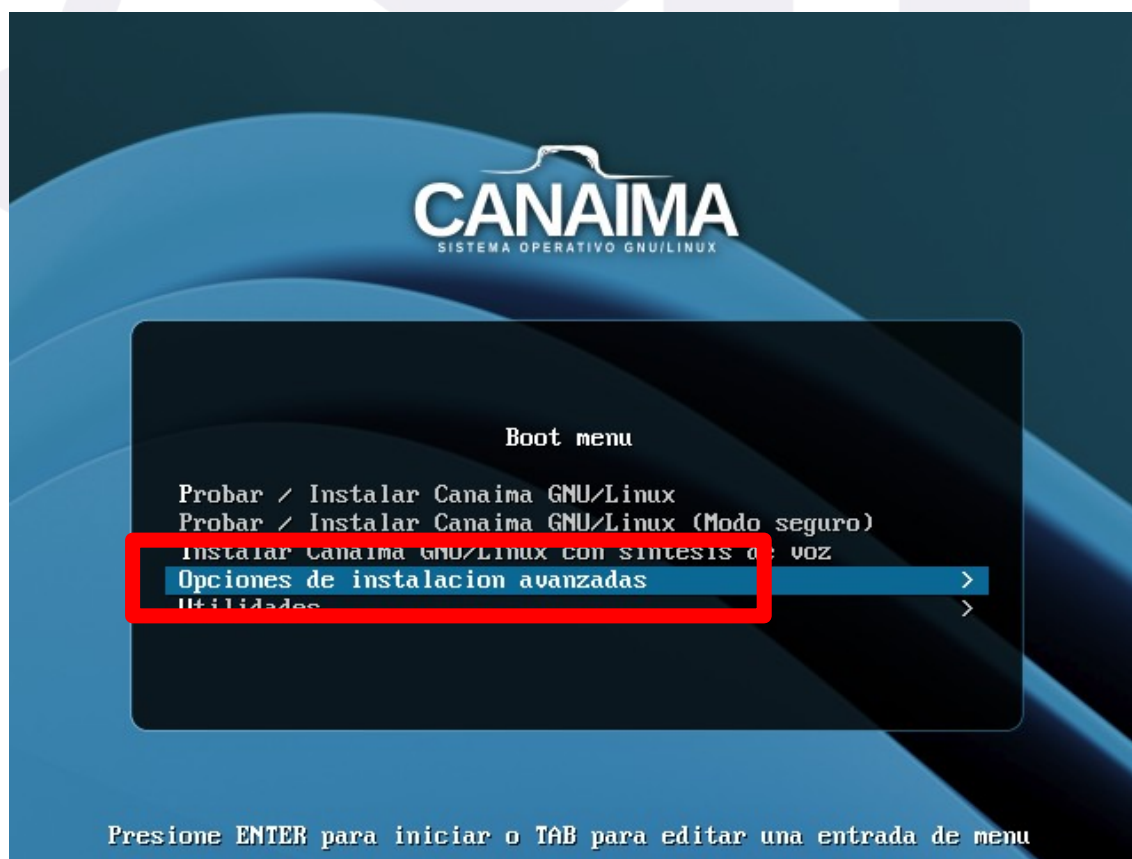 CANAIMA
SISTEMA OPERATIVO GNU/LINUX
Boot menu
Probar / Instalar Canaima GNU/Linux
Probar / Instalar Canaima GNU/Linux (Modo seguro)
Instalar Canaima GNU/Linux con sintesis de voz
Opciones de instalacion avanzadas >
Utilidades >
Presione ENTER para iniciar o TAB para editar una entrada de menu